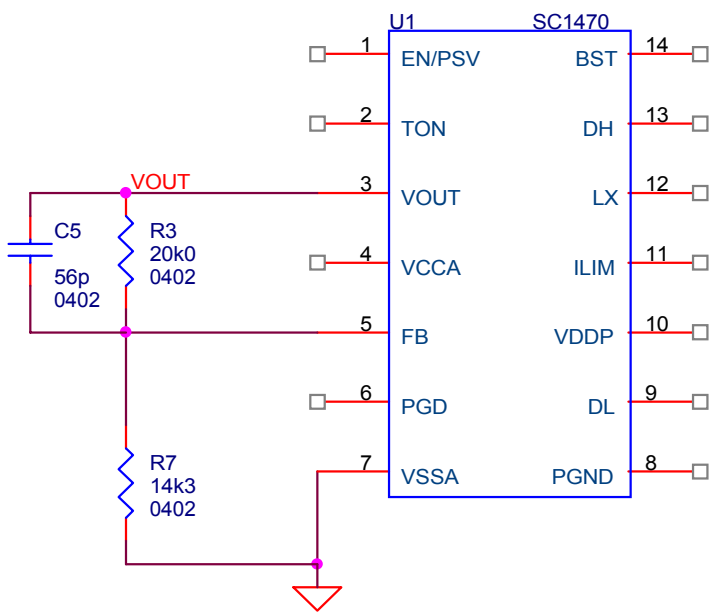 U1 SC1470
1 EN/PSV BST 14
2 TON DH 13
VOUT
3 VOUT LX 12
C5 R3
20k0
56p 0402
0402
4 VCCA ILIM 11
5 FB VDDP 10
6 PGD DL 9
7 VSSA PGND 8
R7
14k3
0402